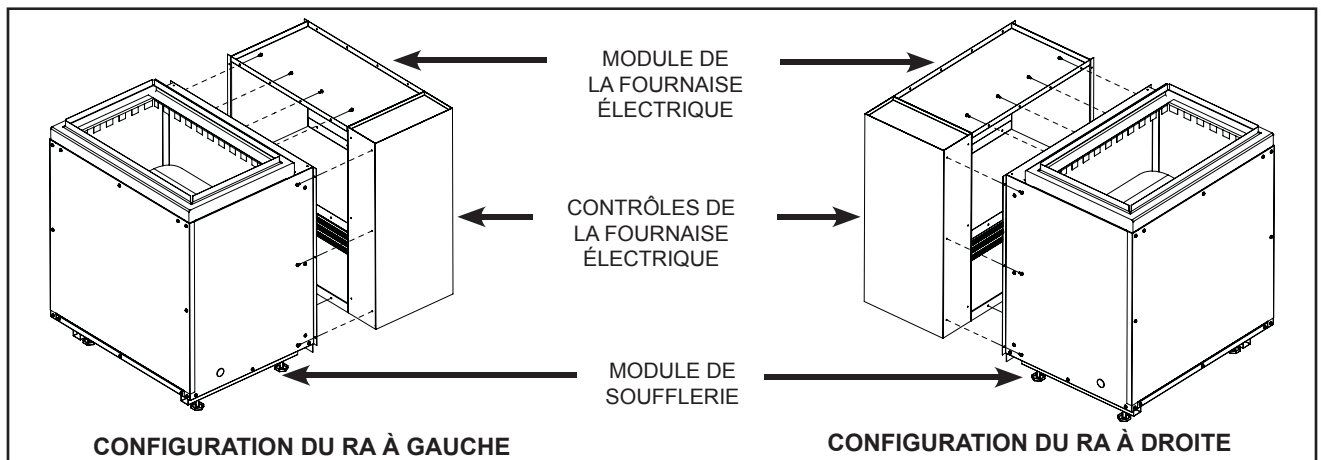 MODULE DE
LA FOURNAISE
ÉLECTRIQUE
CONTRÔLES DE
LA FOURNAISE
ÉLECTRIQUE
MODULE DE
SOUFFLERIE
CONFIGURATION DU RA À GAUCHE
CONFIGURATION DU RA À DROITE